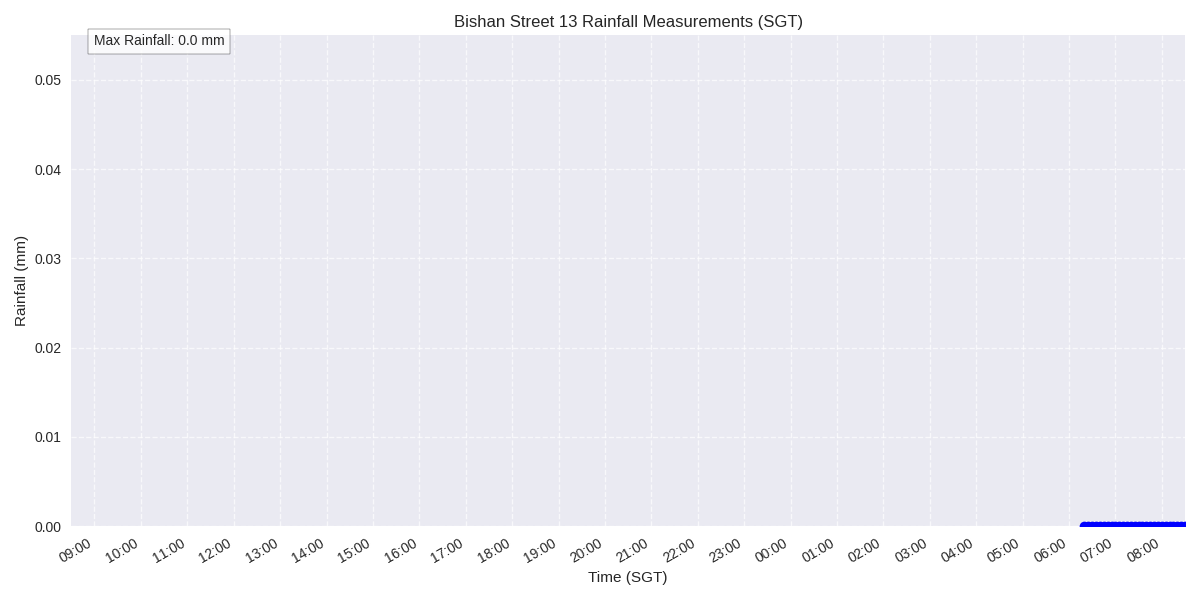 Bishan Street 13 Rainfall Measurements (SGT)
Max Rainfall: 0.0 mm
0.05
0.04
0.03
0.02
0.01
0.00
Rainfall (mm)
09:00 10:00 11:00 12:00 13:00 14:00 15:00 16:00 17:00 18:00 19:00 20:00 21:00 22:00 23:00 00:00 01:00 02:00 03:00 04:00 05:00 06:00 07:00 08:00
Time (SGT)